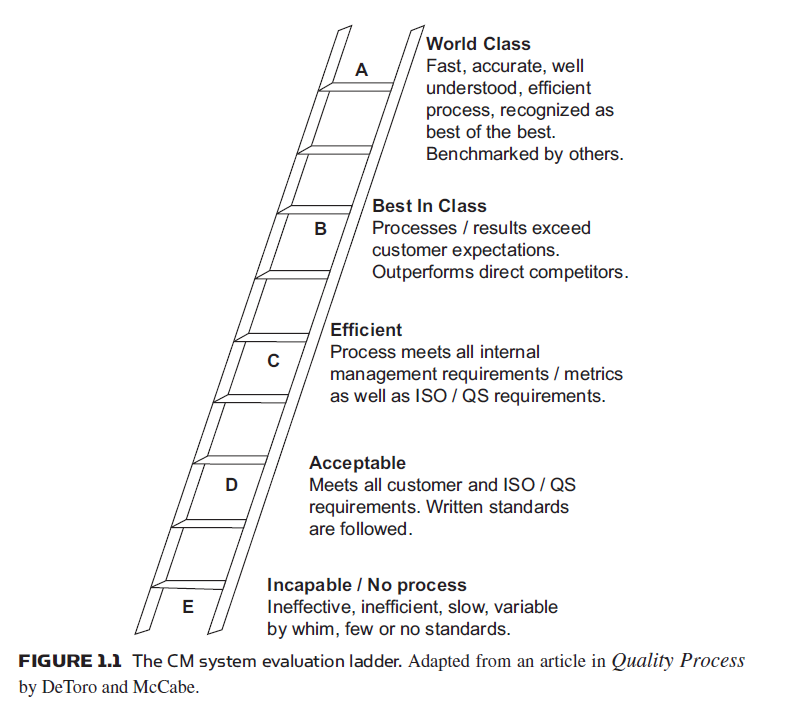 A
World Class
Fast, accurate, well
understood, efficient
process, recognized as
best of the best.
Benchmarked by others.
B
Best In Class
Processes / results exceed
customer expectations.
Outperforms direct competitors.
C
Efficient
Process meets all internal
management requirements / metrics
as well as ISO / QS requirements.
D
Acceptable
Meets all customer and ISO / QS
requirements. Written standards
are followed.
E
Incapable / No process
Ineffective, inefficient, slow, variable
by whim, few or no standards.
FIGURE 1.1 The CM system evaluation ladder. Adapted from an article in Quality Process
by DeToro and McCabe.